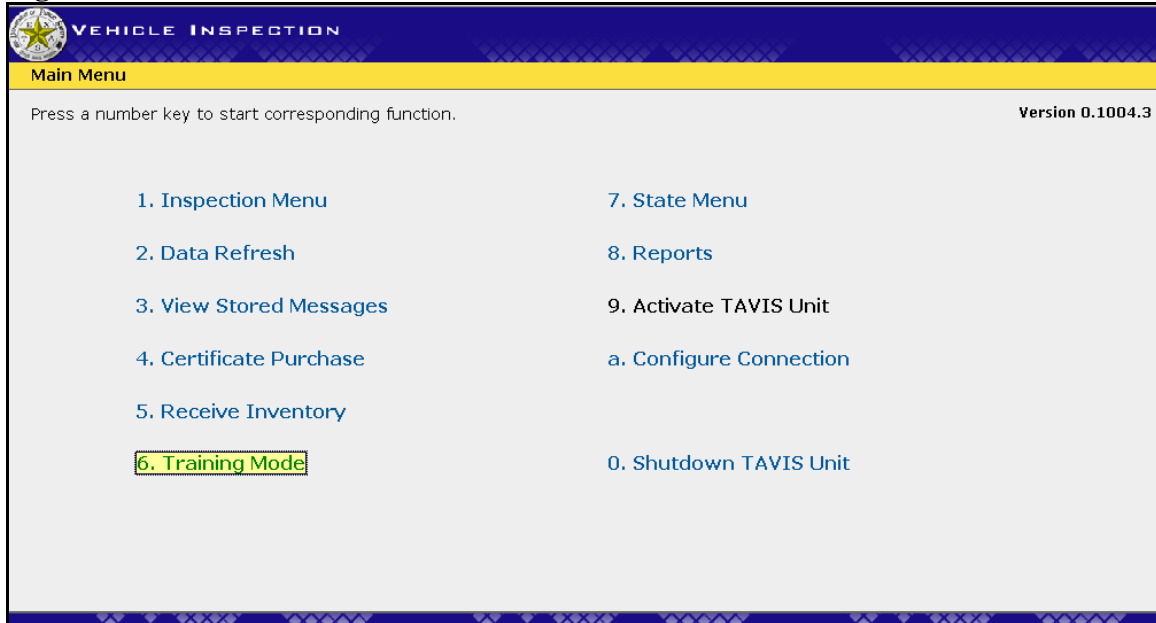 VEHICLE INSPECTION
Main Menu
Press a number key to start corresponding function.
Version 0.1004.3
1. Inspection Menu
2. Data Refresh
3. View Stored Messages
4. Certificate Purchase
5. Receive Inventory
6. Training Mode
7. State Menu
8. Reports
9. Activate TAVIS Unit
a. Configure Connection
0. Shutdown TAVIS Unit